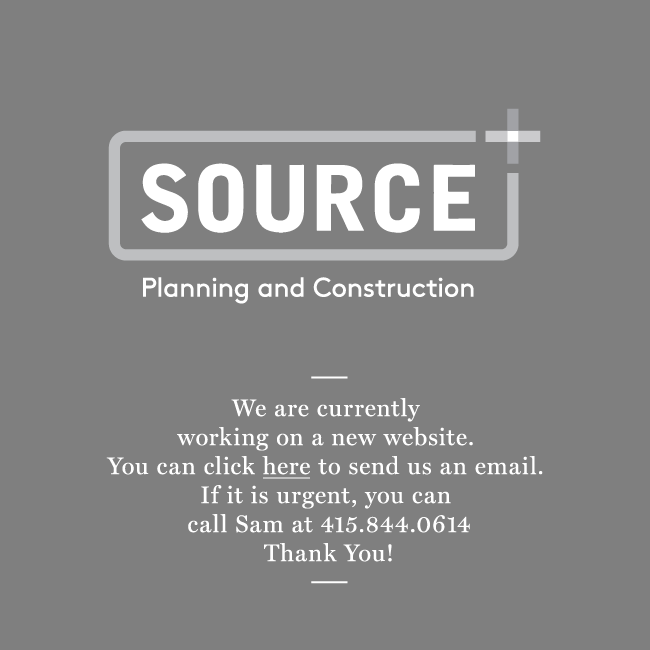 SOURCE
Planning and Construction
We are currently
working on a new website.
You can click here to send us an email.
If it is urgent, you can
call Sam at 415.844.0614
Thank You!